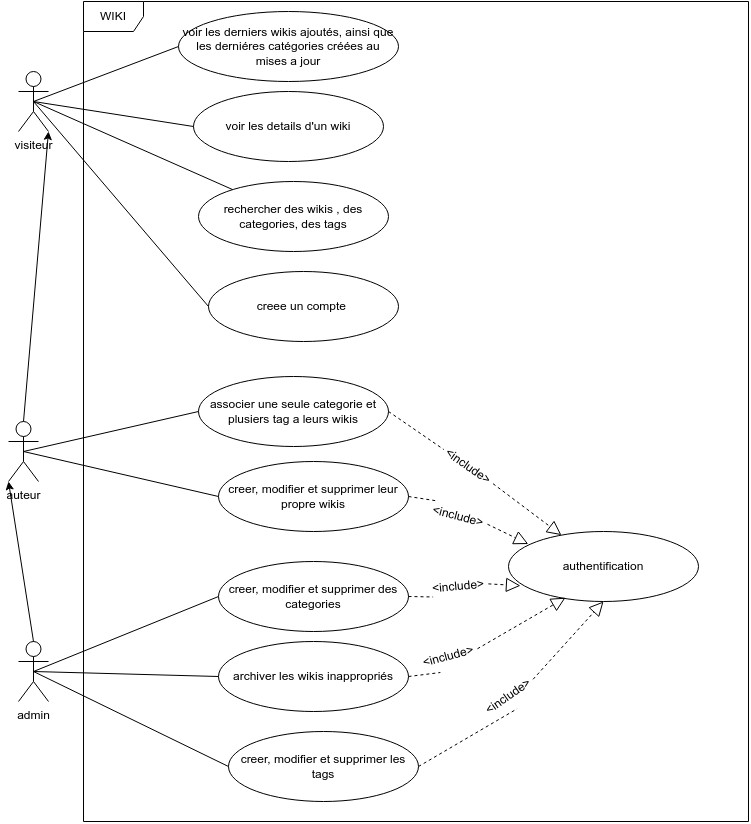 WIKI
voir les derniers wikis ajoutés, ainsi que
les derniéres catégories créées au
mises a jour
visiteur
voir les details d'un wiki
rechercher des wikis , des
categories, des tags
creee un compte
associer une seule categorie et
plusiers tag a leurs wikis
<include>
auteur
creer, modifier et supprimer leur
propre wikis
<include>
authentification
creer, modifier et supprimer des
categories
<include>
archiver les wikis inappropriés
<include>
admin
<include>
creer, modifier et supprimer les
tags